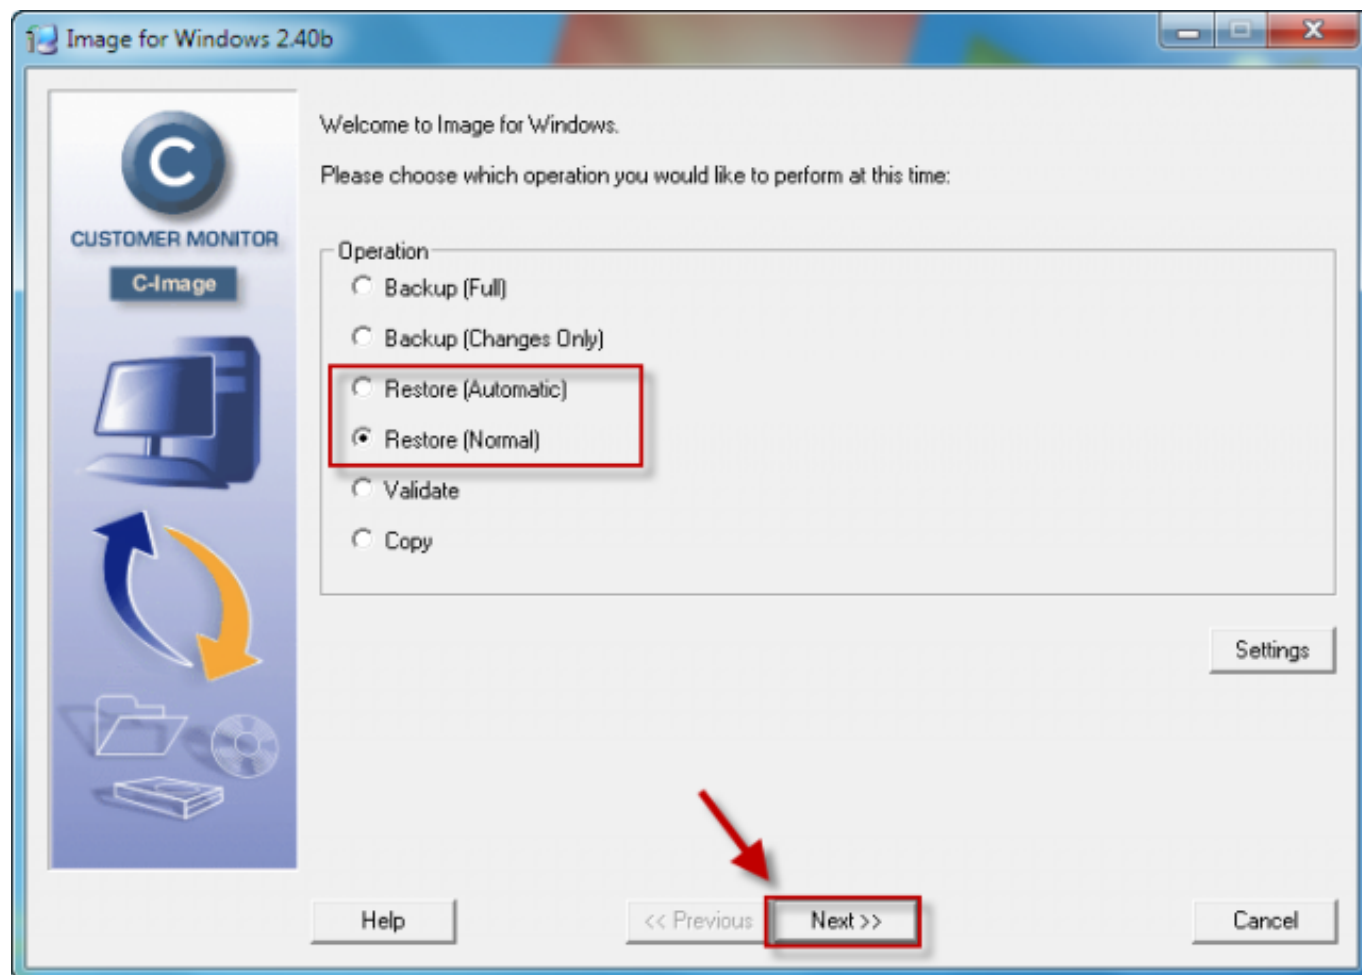 Image for Windows 2.40b
C
CUSTOMER MONITOR
C-Image
Welcome to Image for Windows.
Please choose which operation you would like to perform at this time:
Operation
Backup (Full)
Backup (Changes Only)
Restore (Automatic)
Restore (Normal)
Validate
Copy
Settings
Help
<< Previous
Next >>
Cancel